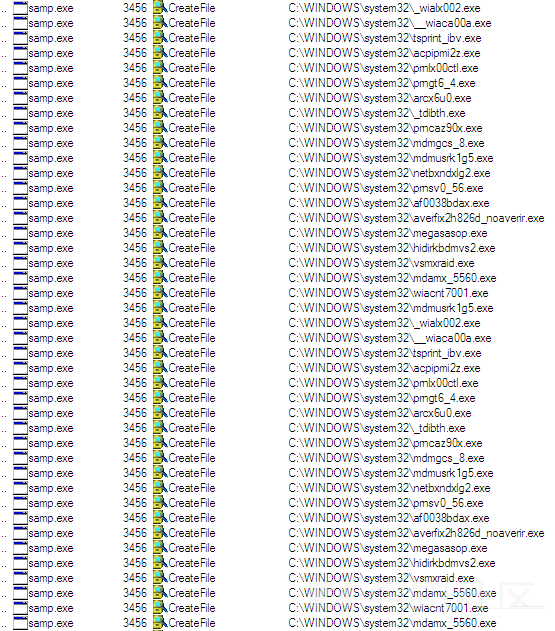 samp.exe 3456 CreateFile C:\WINDOWS\system32\_wialx002.exe
samp.exe 3456 CreateFile C:\WINDOWS\system32\__wiaca00a.exe
samp.exe 3456 CreateFile C:\WINDOWS\system32\tsprint_ibv.exe
samp.exe 3456 CreateFile C:\WINDOWS\system32\acpipmi2z.exe
samp.exe 3456 CreateFile C:\WINDOWS\system32\prnlx00ctl.exe
samp.exe 3456 CreateFile C:\WINDOWS\system32\prngt6_4.exe
samp.exe 3456 CreateFile C:\WINDOWS\system32\arcx6u0.exe
samp.exe 3456 CreateFile C:\WINDOWS\system32\_tdibth.exe
samp.exe 3456 CreateFile C:\WINDOWS\system32\prncaz90x.exe
samp.exe 3456 CreateFile C:\WINDOWS\system32\mdmgcs_8.exe
samp.exe 3456 CreateFile C:\WINDOWS\system32\mdmusrk1g5.exe
samp.exe 3456 CreateFile C:\WINDOWS\system32\netbxndxlg2.exe
samp.exe 3456 CreateFile C:\WINDOWS\system32\prnsv0_56.exe
samp.exe 3456 CreateFile C:\WINDOWS\system32\af0038bdax.exe
samp.exe 3456 CreateFile C:\WINDOWS\system32\averfix2h826d_noaverir.exe
samp.exe 3456 CreateFile C:\WINDOWS\system32\megasasop.exe
samp.exe 3456 CreateFile C:\WINDOWS\system32\hidirkbdmvs2.exe
samp.exe 3456 CreateFile C:\WINDOWS\system32\vsmxraid.exe
samp.exe 3456 CreateFile C:\WINDOWS\system32\mdamx_5560.exe
samp.exe 3456 CreateFile C:\WINDOWS\system32\wiacnt7001.exe
samp.exe 3456 CreateFile C:\WINDOWS\system32\mdmusrk1g5.exe
samp.exe 3456 CreateFile C:\WINDOWS\system32\_wialx002.exe
samp.exe 3456 CreateFile C:\WINDOWS\system32\__wiaca00a.exe
samp.exe 3456 CreateFile C:\WINDOWS\system32\tsprint_ibv.exe
samp.exe 3456 CreateFile C:\WINDOWS\system32\acpipmi2z.exe
samp.exe 3456 CreateFile C:\WINDOWS\system32\prnlx00ctl.exe
samp.exe 3456 CreateFile C:\WINDOWS\system32\prngt6_4.exe
samp.exe 3456 CreateFile C:\WINDOWS\system32\arcx6u0.exe
samp.exe 3456 CreateFile C:\WINDOWS\system32\_tdibth.exe
samp.exe 3456 CreateFile C:\WINDOWS\system32\prncaz90x.exe
samp.exe 3456 CreateFile C:\WINDOWS\system32\mdmgcs_8.exe
samp.exe 3456 CreateFile C:\WINDOWS\system32\mdmusrk1g5.exe
samp.exe 3456 CreateFile C:\WINDOWS\system32\netbxndxlg2.exe
samp.exe 3456 CreateFile C:\WINDOWS\system32\prnsv0_56.exe
samp.exe 3456 CreateFile C:\WINDOWS\system32\af0038bdax.exe
samp.exe 3456 CreateFile C:\WINDOWS\system32\averfix2h826d_noaverir.exe
samp.exe 3456 CreateFile C:\WINDOWS\system32\megasasop.exe
samp.exe 3456 CreateFile C:\WINDOWS\system32\hidirkbdmvs2.exe
samp.exe 3456 CreateFile C:\WINDOWS\system32\vsmxraid.exe
samp.exe 3456 CreateFile C:\WINDOWS\system32\mdamx_5560.exe
samp.exe 3456 CreateFile C:\WINDOWS\system32\wiacnt7001.exe
samp.exe 3456 CreateFile C:\WINDOWS\system32\mdamx_5560.exe